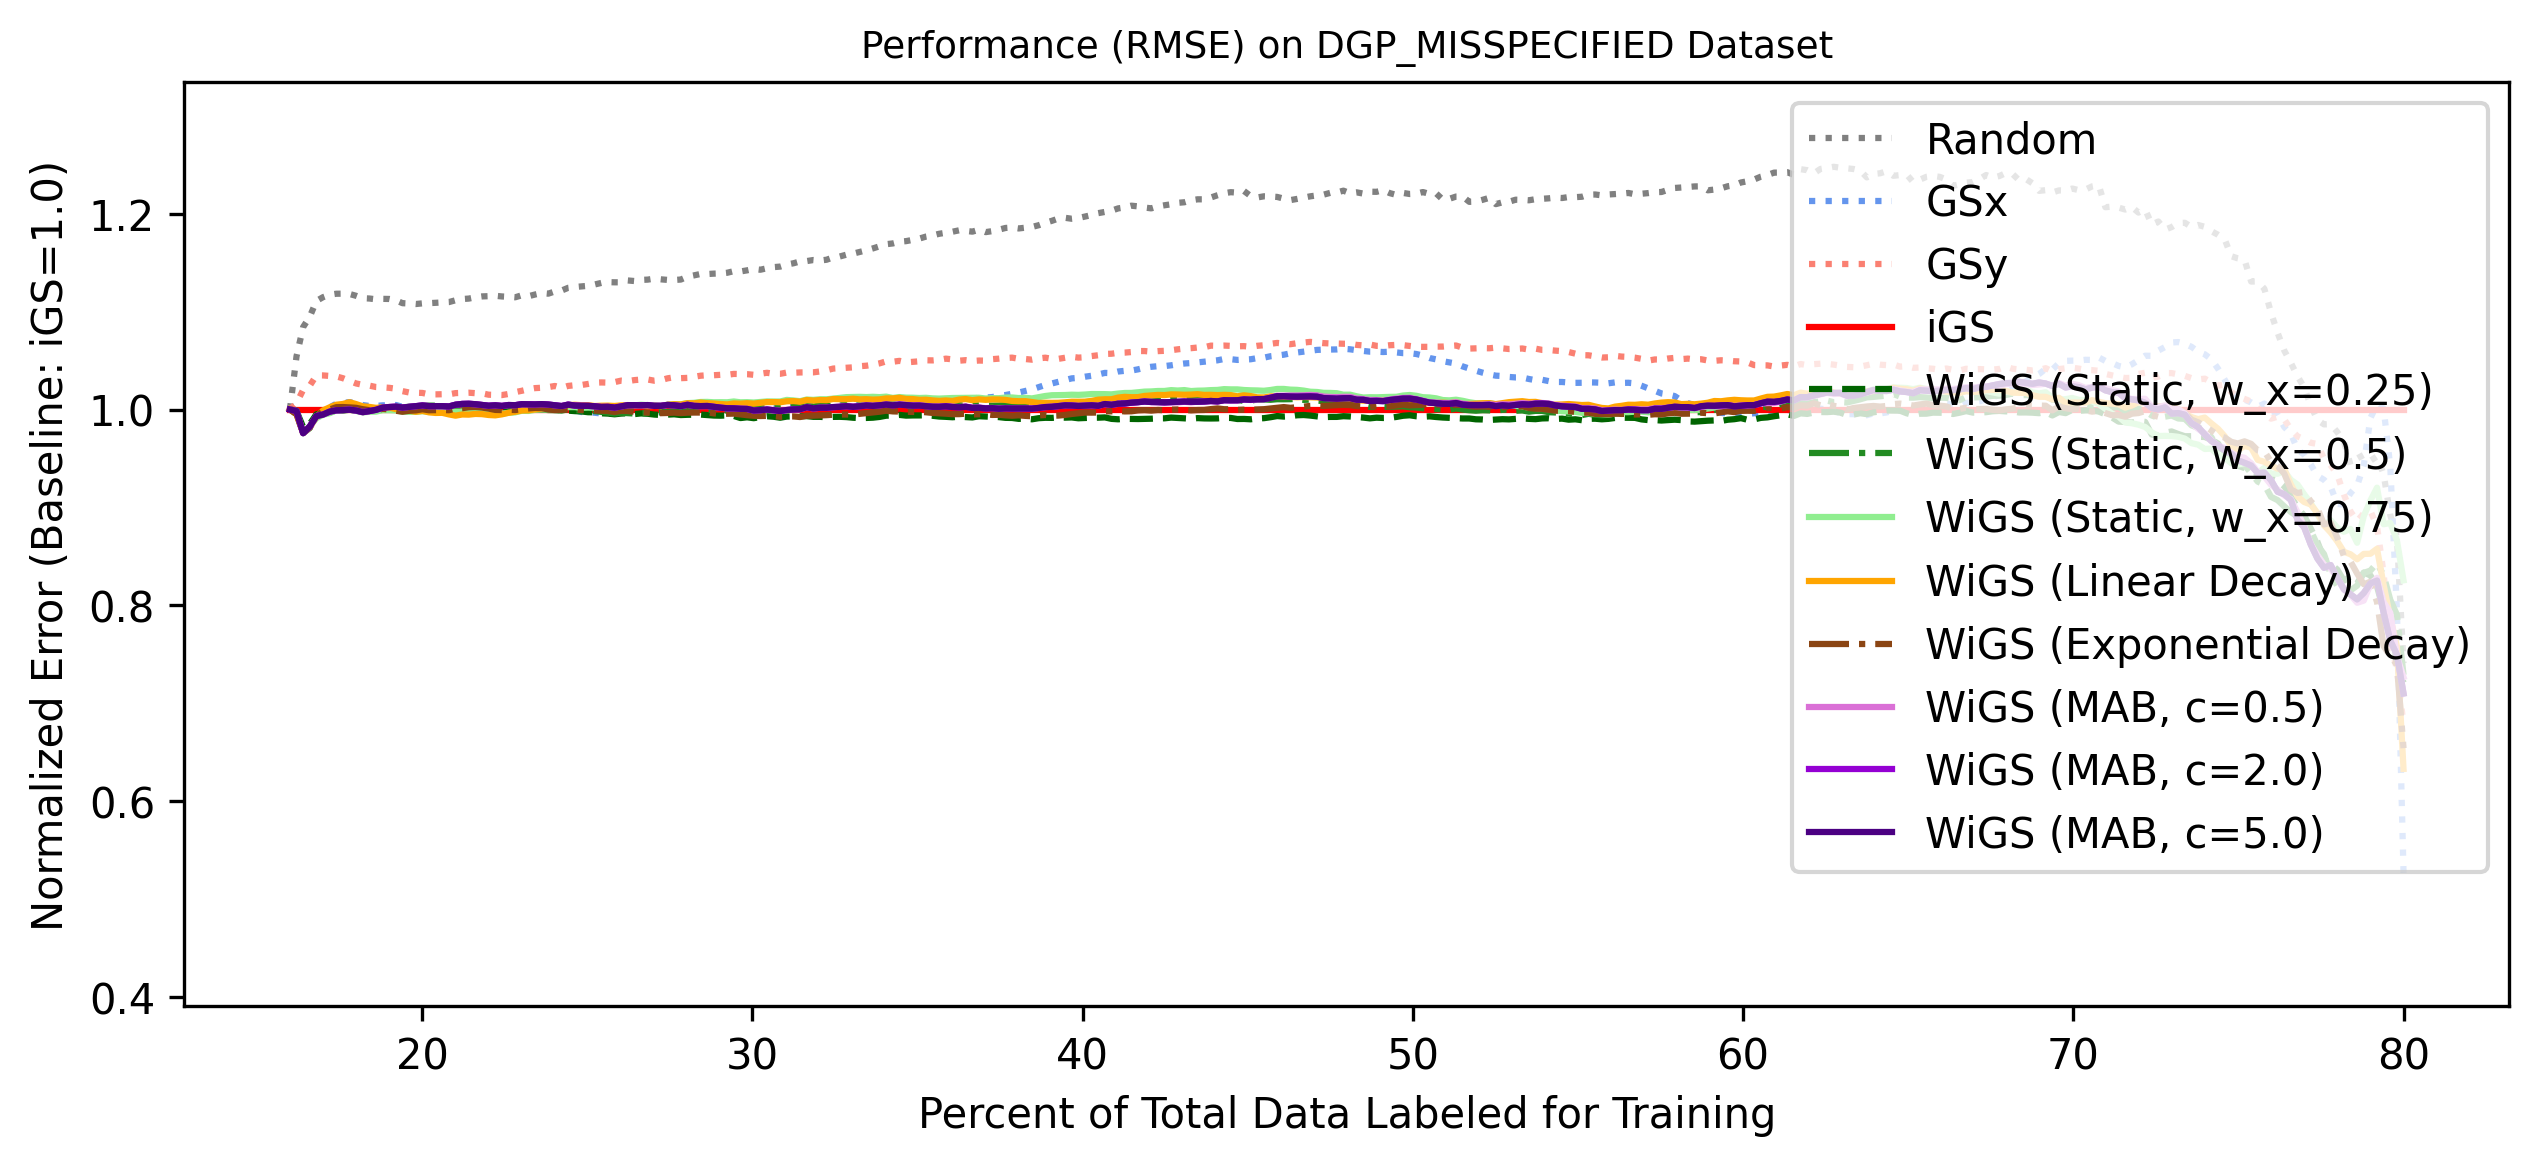 Performance (RMSE) on DGP_MISSPECIFIED Dataset
Normalized Error (Baseline: iGS=1.0)
1.2
1.0
0.8
0.6
0.4
Random
GSx
GSy
iGS
WiGS (Static, w_x=0.25)
WiGS (Static, w_x=0.5)
WiGS (Static, w_x=0.75)
WiGS (Linear Decay)
WiGS (Exponential Decay)
WiGS (MAB, c=0.5)
WiGS (MAB, c=2.0)
WiGS (MAB, c=5.0)
20 30 40 50 60 70 80
Percent of Total Data Labeled for Training